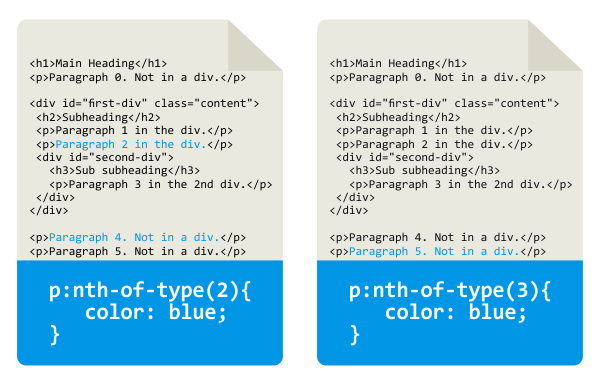 <h1>Main Heading</h1>
<p>Paragraph 0. Not in a div.</p>
<div id="first-div" class="content">
<h2>Subheading</h2>
<p>Paragraph 1 in the div.</p>
<p>Paragraph 2 in the div.</p>
<div id="second-div">
<h3>Sub subheading</h3>
<p>Paragraph 3 in the 2nd div.</p>
</div>
</div>
<p>Paragraph 4. Not in a div.</p>
<p>Paragraph 5. Not in a div.</p>
p:nth-of-type(2){
color: blue;
}
<h1>Main Heading</h1>
<p>Paragraph 0. Not in a div.</p>
<div id="first-div" class="content">
<h2>Subheading</h2>
<p>Paragraph 1 in the div.</p>
<p>Paragraph 2 in the div.</p>
<div id="second-div">
<h3>Sub subheading</h3>
<p>Paragraph 3 in the 2nd div.</p>
</div>
</div>
<p>Paragraph 4. Not in a div.</p>
<p>Paragraph 5. Not in a div.</p>
p:nth-of-type(3){
color: blue;
}